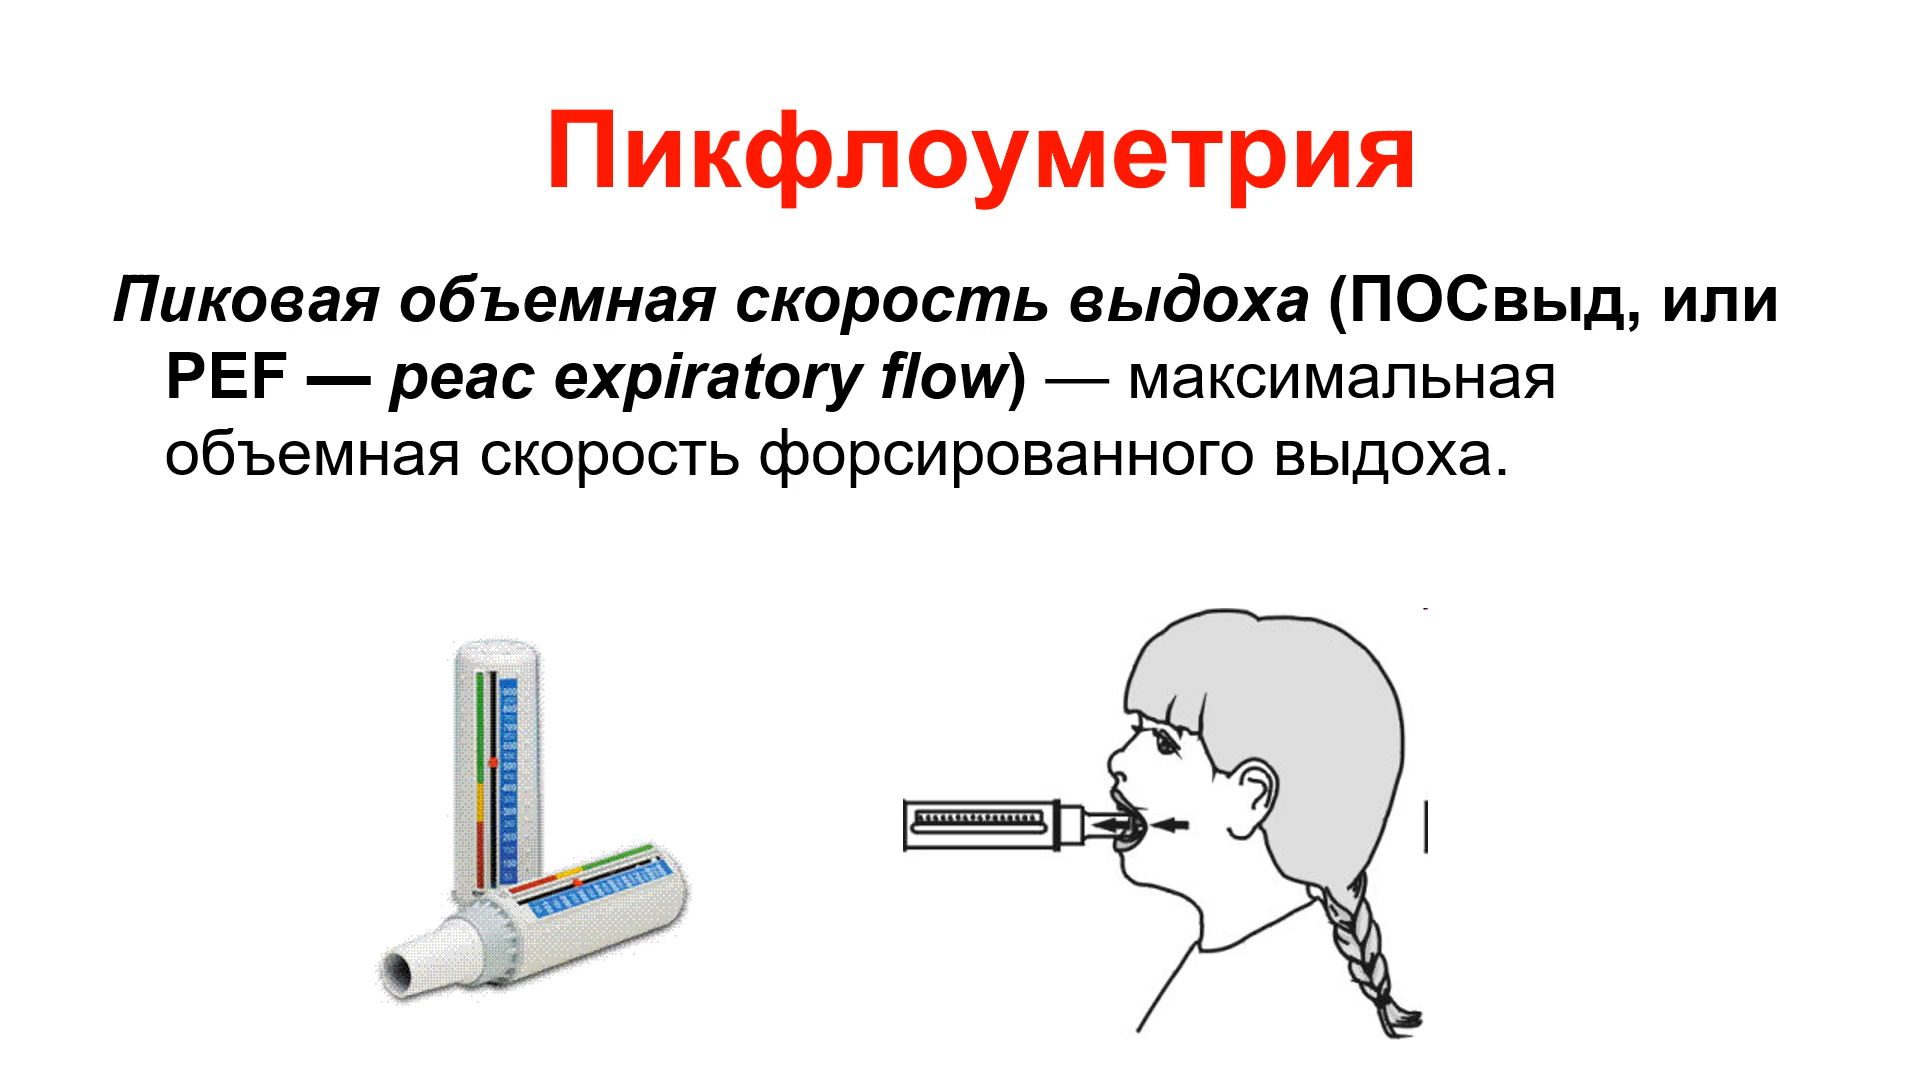 Пикфлоуметрия
Пиковая объемная скорость выдоха (ПОСвыд, или
PEF — peac expiratory flow) — максимальная
объемная скорость форсированного выдоха.